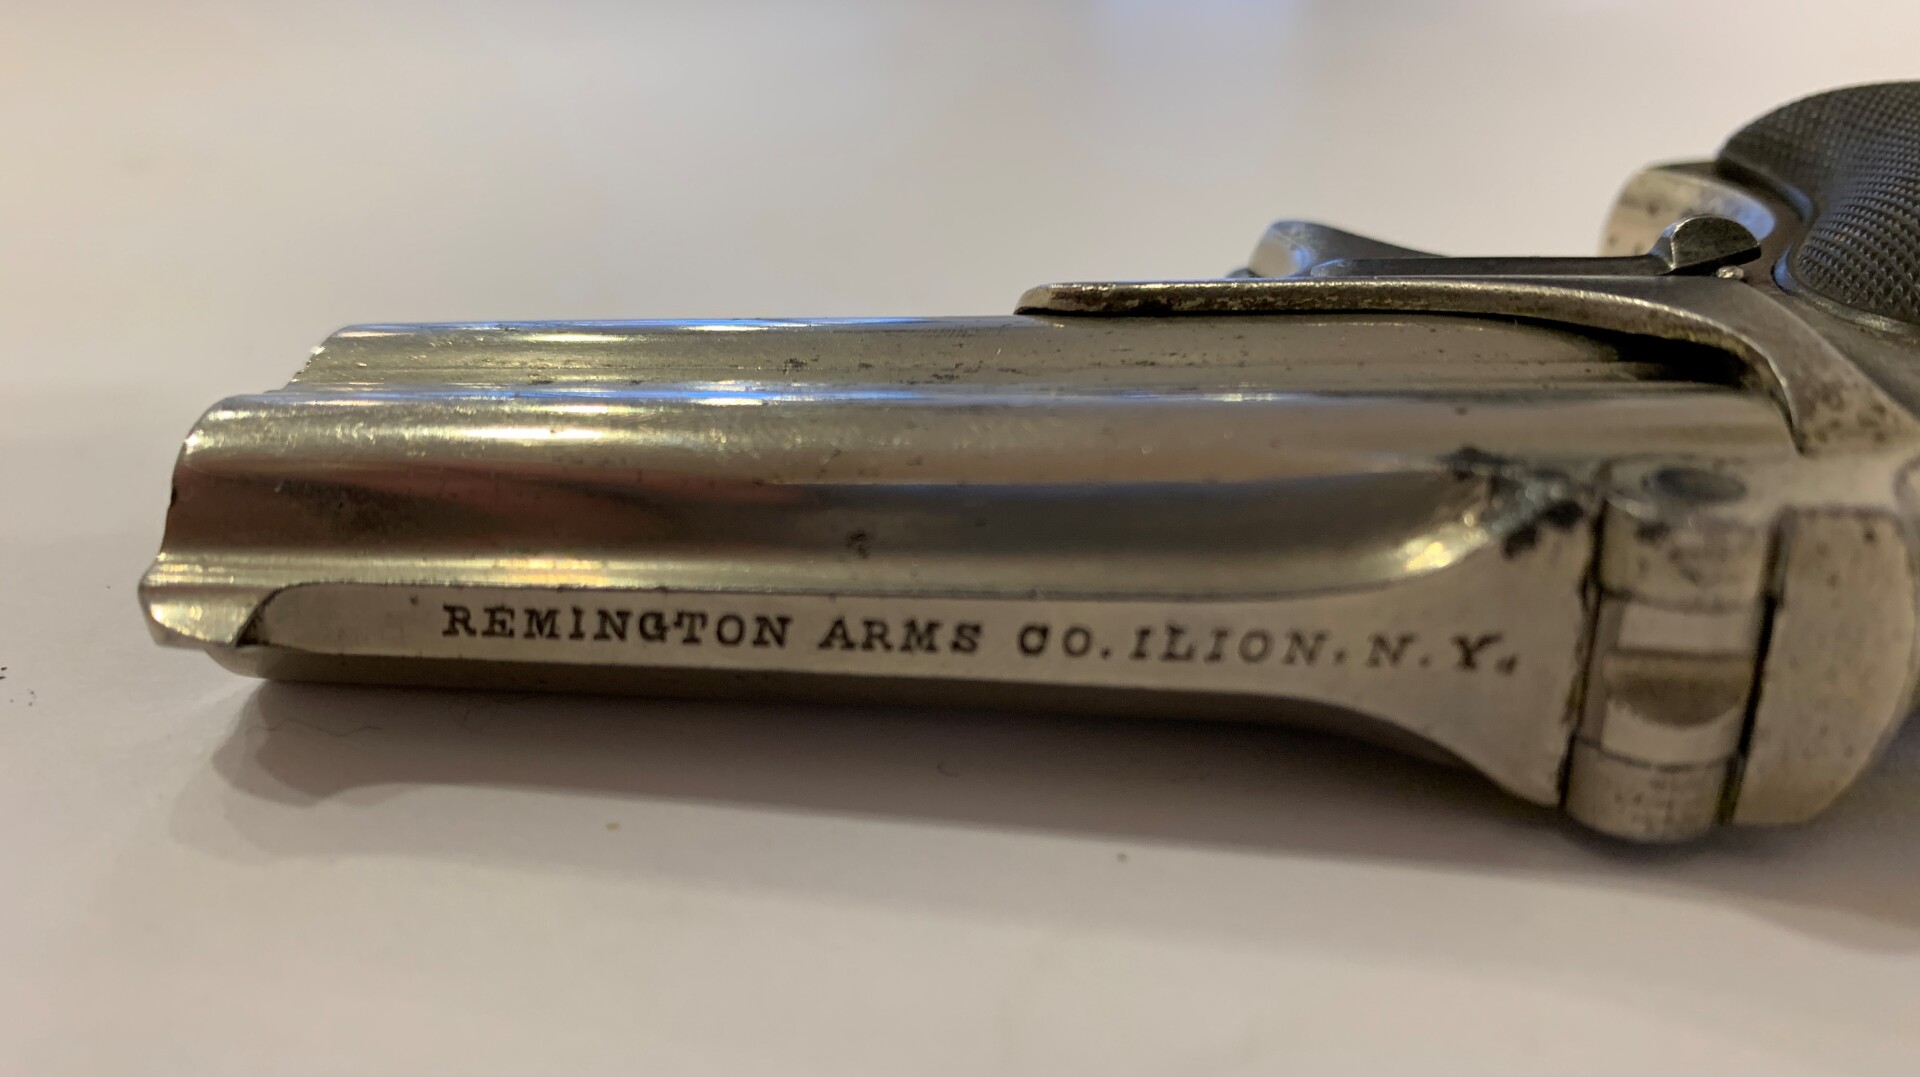 REMINGTON ARMS CO. ILION. N. Y.